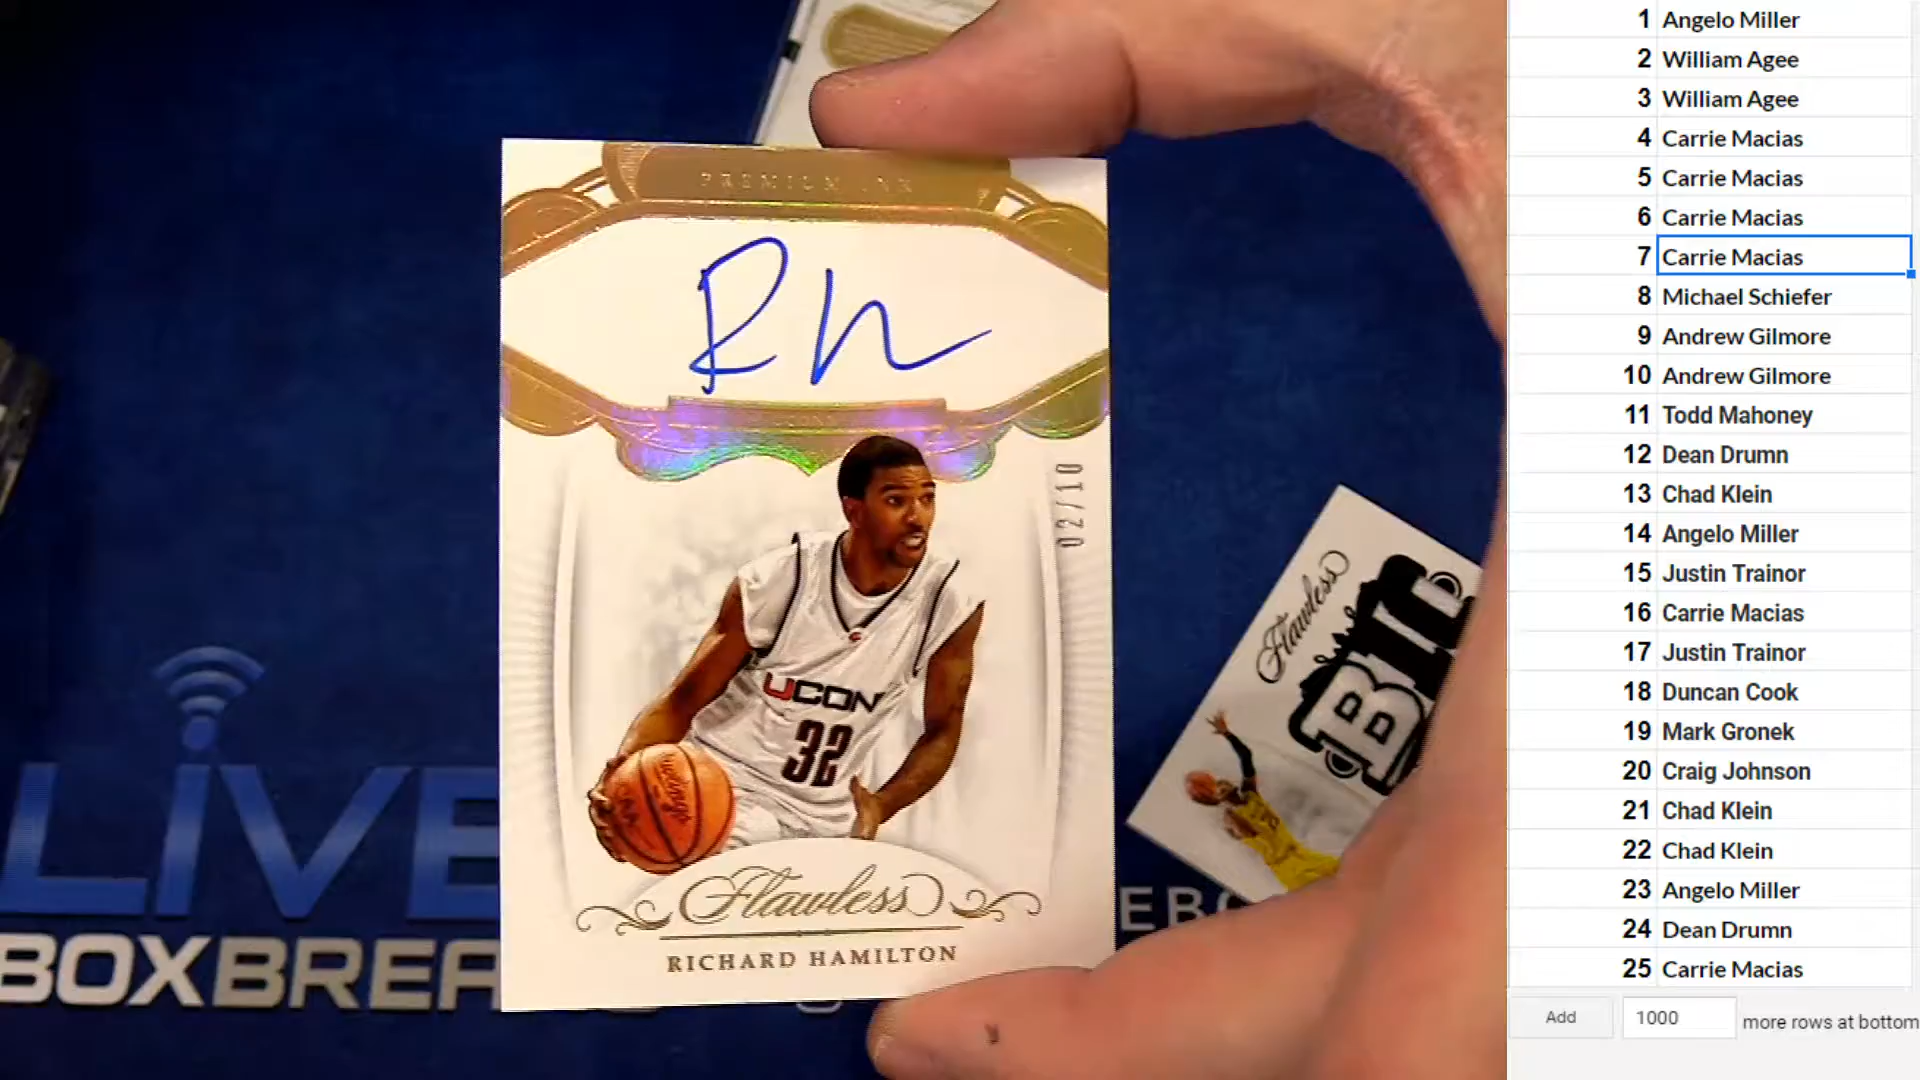 PREMIUM INK
RH
02/10
UCON
32
Flawless
RICHARD HAMILTON
Flawless
LIVE
BOXBREA
EB
1 Angelo Miller
2 William Agee
3 William Agee
4 Carrie Macias
5 Carrie Macias
6 Carrie Macias
7 Carrie Macias
8 Michael Schiefer
9 Andrew Gilmore
10 Andrew Gilmore
11 Todd Mahoney
12 Dean Drumn
13 Chad Klein
14 Angelo Miller
15 Justin Trainor
16 Carrie Macias
17 Justin Trainor
18 Duncan Cook
19 Mark Gronek
20 Craig Johnson
21 Chad Klein
22 Chad Klein
23 Angelo Miller
24 Dean Drumn
25 Carrie Macias
Add 1000 more rows at bottom